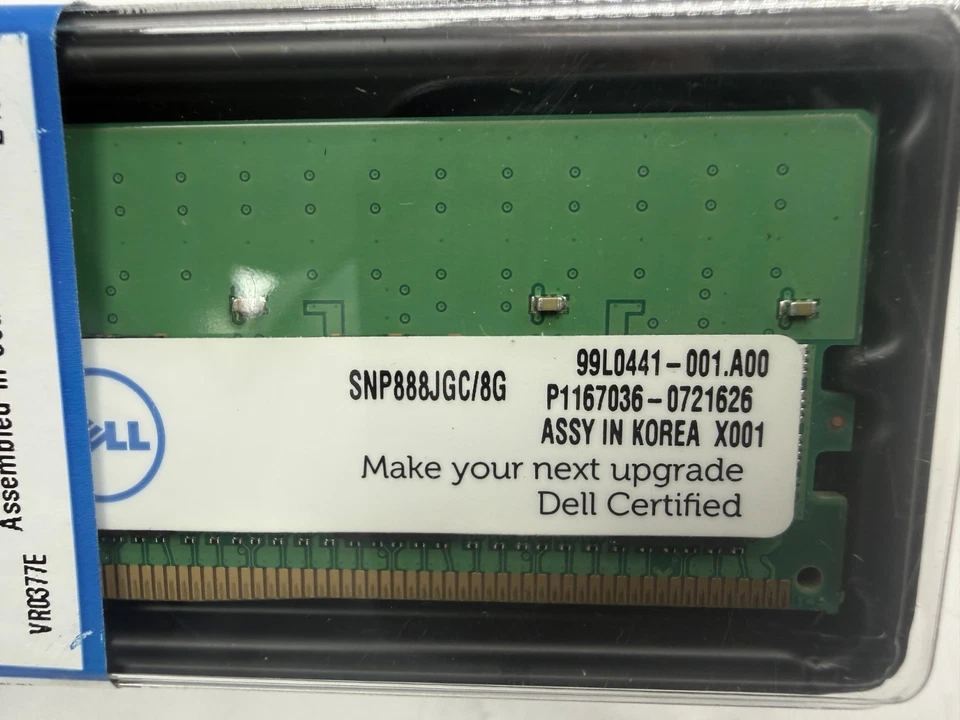 VR0377E
Assembled in
LL
SNP888JGC/8G
99L0441-001.A00
P1167036-0721626
ASSY IN KOREA X001
Make your next upgrade
Dell Certified